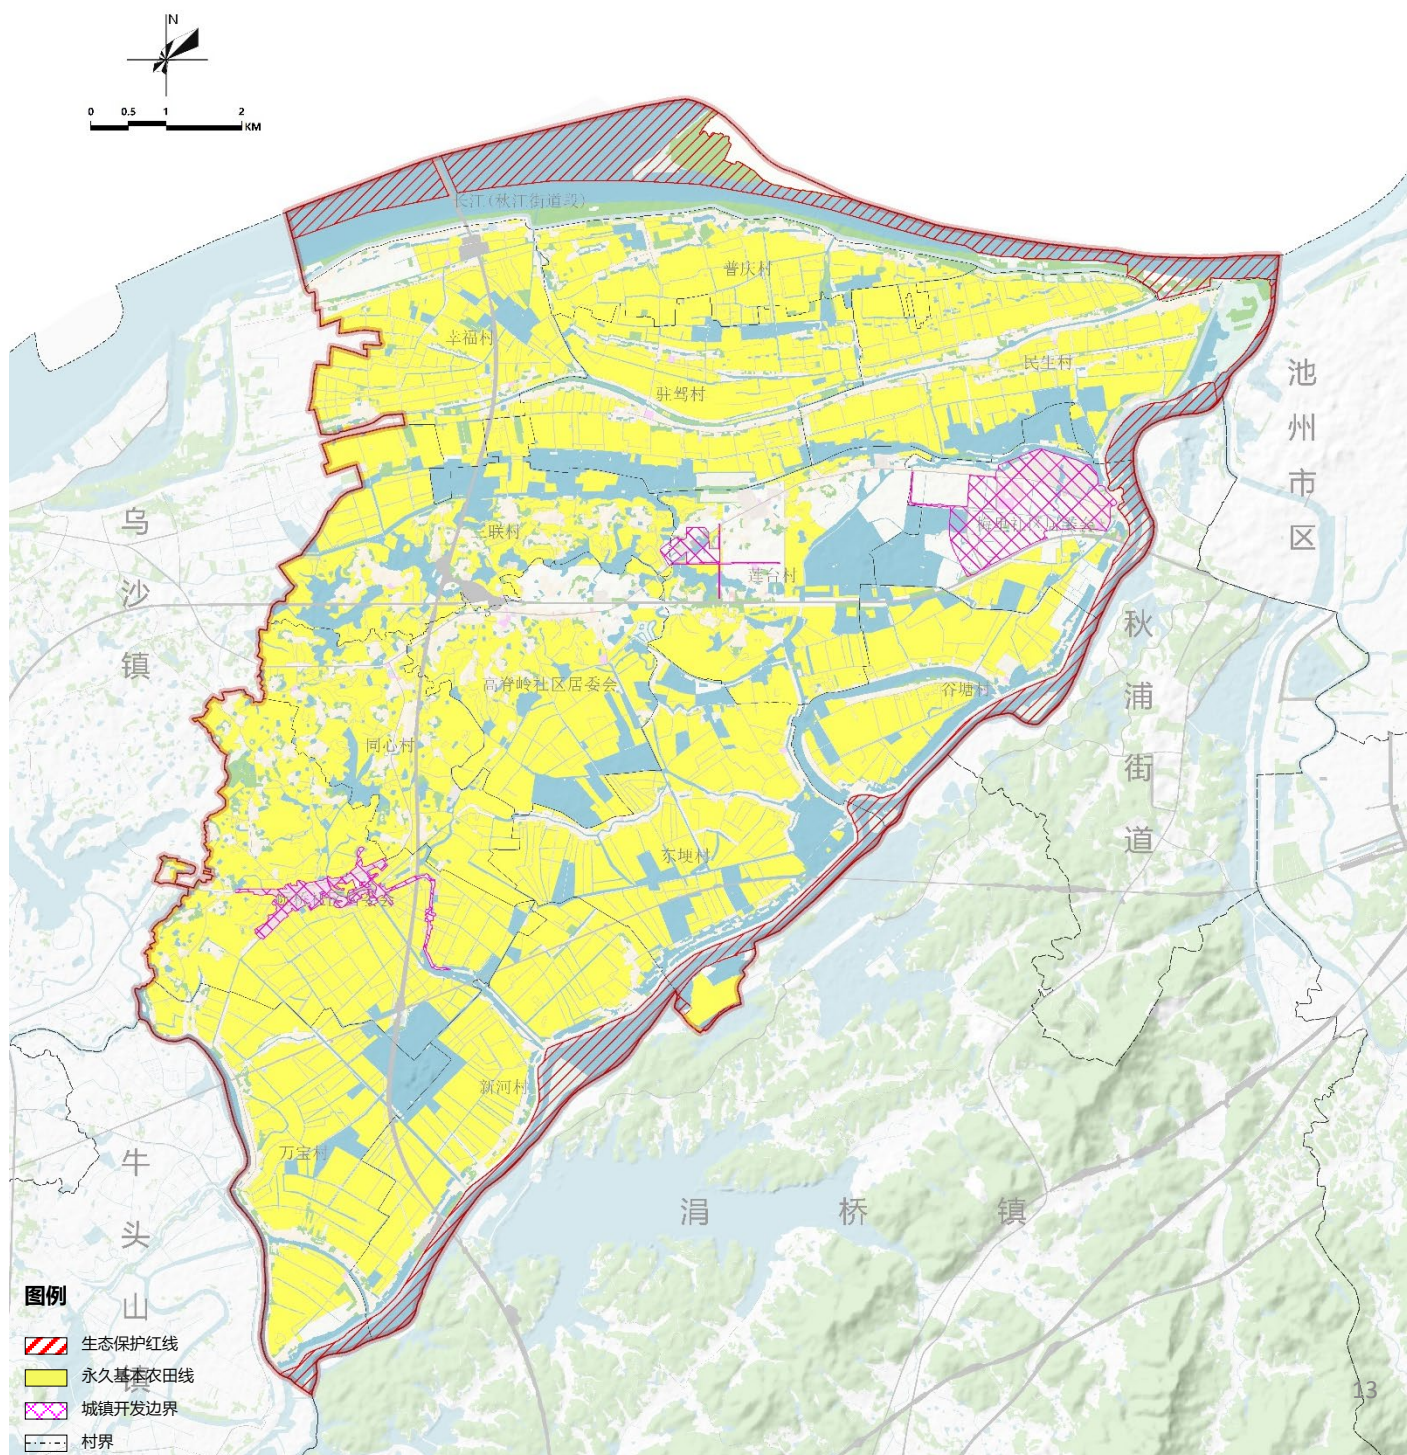 N
0 0.5 1 2
KM
长江(秋江街道段)
普庆村
幸福村
民生村
驻驾村
池州市区
三联村
莲台村
乌沙镇
秋浦街道
高脊岭社区居委会
谷塘村
同心村
东埂村
新河村
万宝村
涓桥镇
牛头山镇
图例
生态保护红线
永久基本农田线
城镇开发边界
村界
13